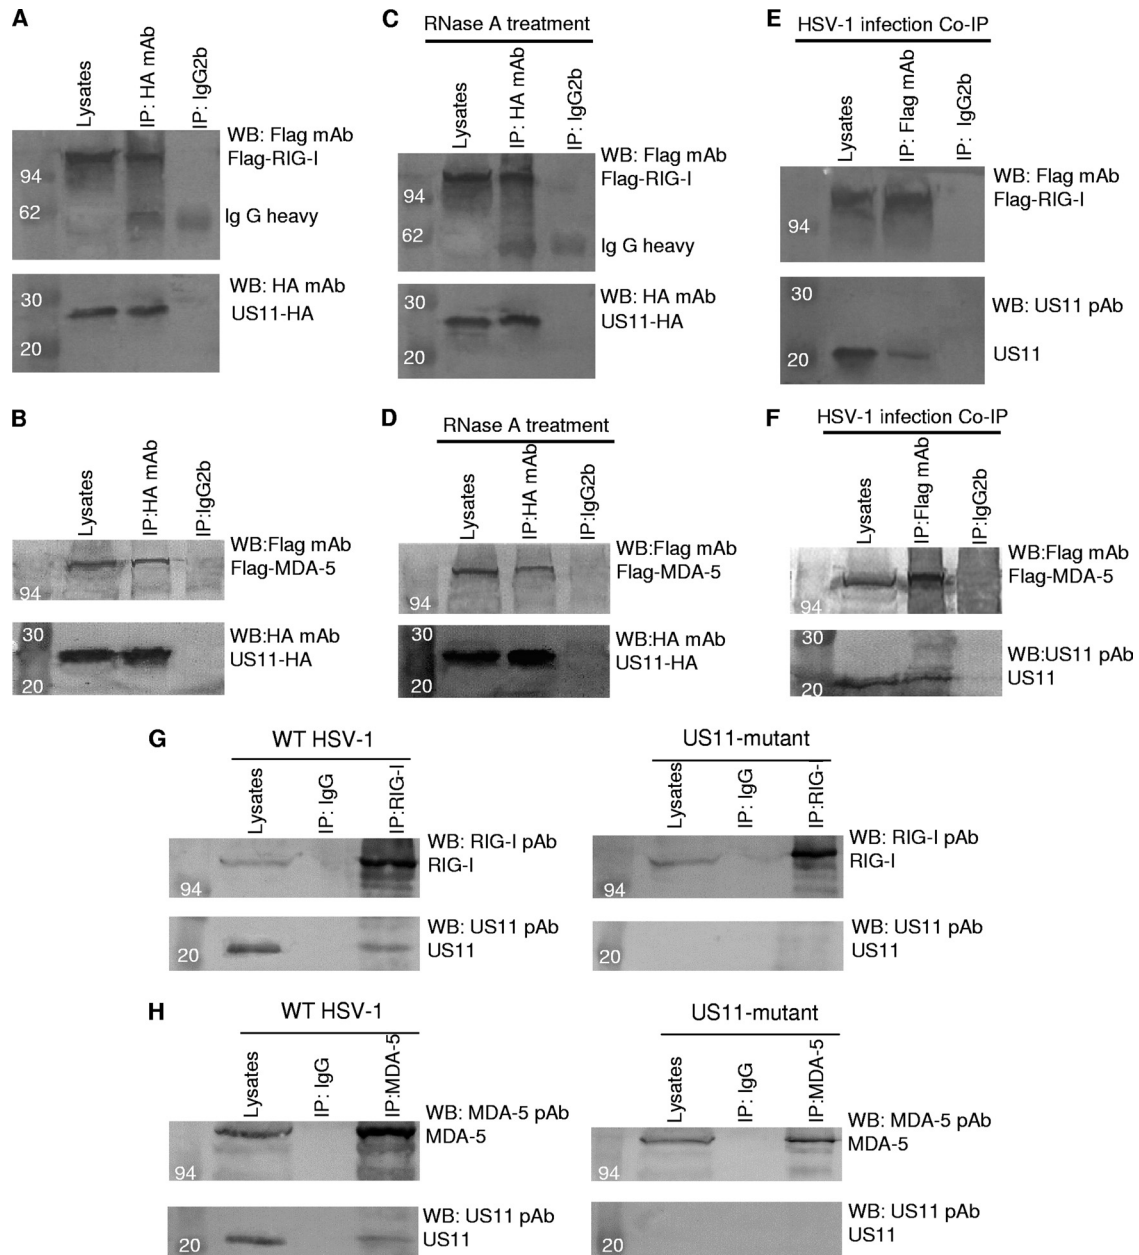 A
Lysates
IP: HA mAb
IP: IgG2b
WB: Flag mAb
Flag-RIG-I
94
62
Ig G heavy
30
20
WB: HA mAb
US11-HA
B
Lysates
IP:HA mAb
IP:IgG2b
WB:Flag mAb
Flag-MDA-5
94
30
20
WB:HA mAb
US11-HA
C
RNase A treatment
Lysates
IP: HA mAb
IP: IgG2b
WB: Flag mAb
Flag-RIG-I
94
62
Ig G heavy
30
20
WB: HA mAb
US11-HA
D
RNase A treatment
Lysates
IP:HA mAb
IP:IgG2b
WB:Flag mAb
Flag-MDA-5
94
30
20
WB:HA mAb
US11-HA
E
HSV-1 infection Co-IP
Lysates
IP: Flag mAb
IP: IgG2b
WB: Flag mAb
Flag-RIG-I
94
30
20
WB: US11 pAb
US11
F
HSV-1 infection Co-IP
Lysates
IP:Flag mAb
IP:IgG2b
WB:Flag mAb
Flag-MDA-5
94
30
20
WB:US11 pAb
US11
G
WT HSV-1
Lysates
IP: IgG
IP:RIG-I
WB: RIG-I pAb
RIG-I
94
20
WB: US11 pAb
US11
US11-mutant
Lysates
IP: IgG
IP:RIG-I
WB: RIG-I pAb
RIG-I
94
20
WB: US11 pAb
US11
H
WT HSV-1
Lysates
IP: IgG
IP:MDA-5
WB: MDA-5 pAb
MDA-5
94
20
WB: US11 pAb
US11
US11-mutant
Lysates
IP: IgG
IP:MDA-5
WB: MDA-5 pAb
MDA-5
94
20
WB: US11 pAb
US11